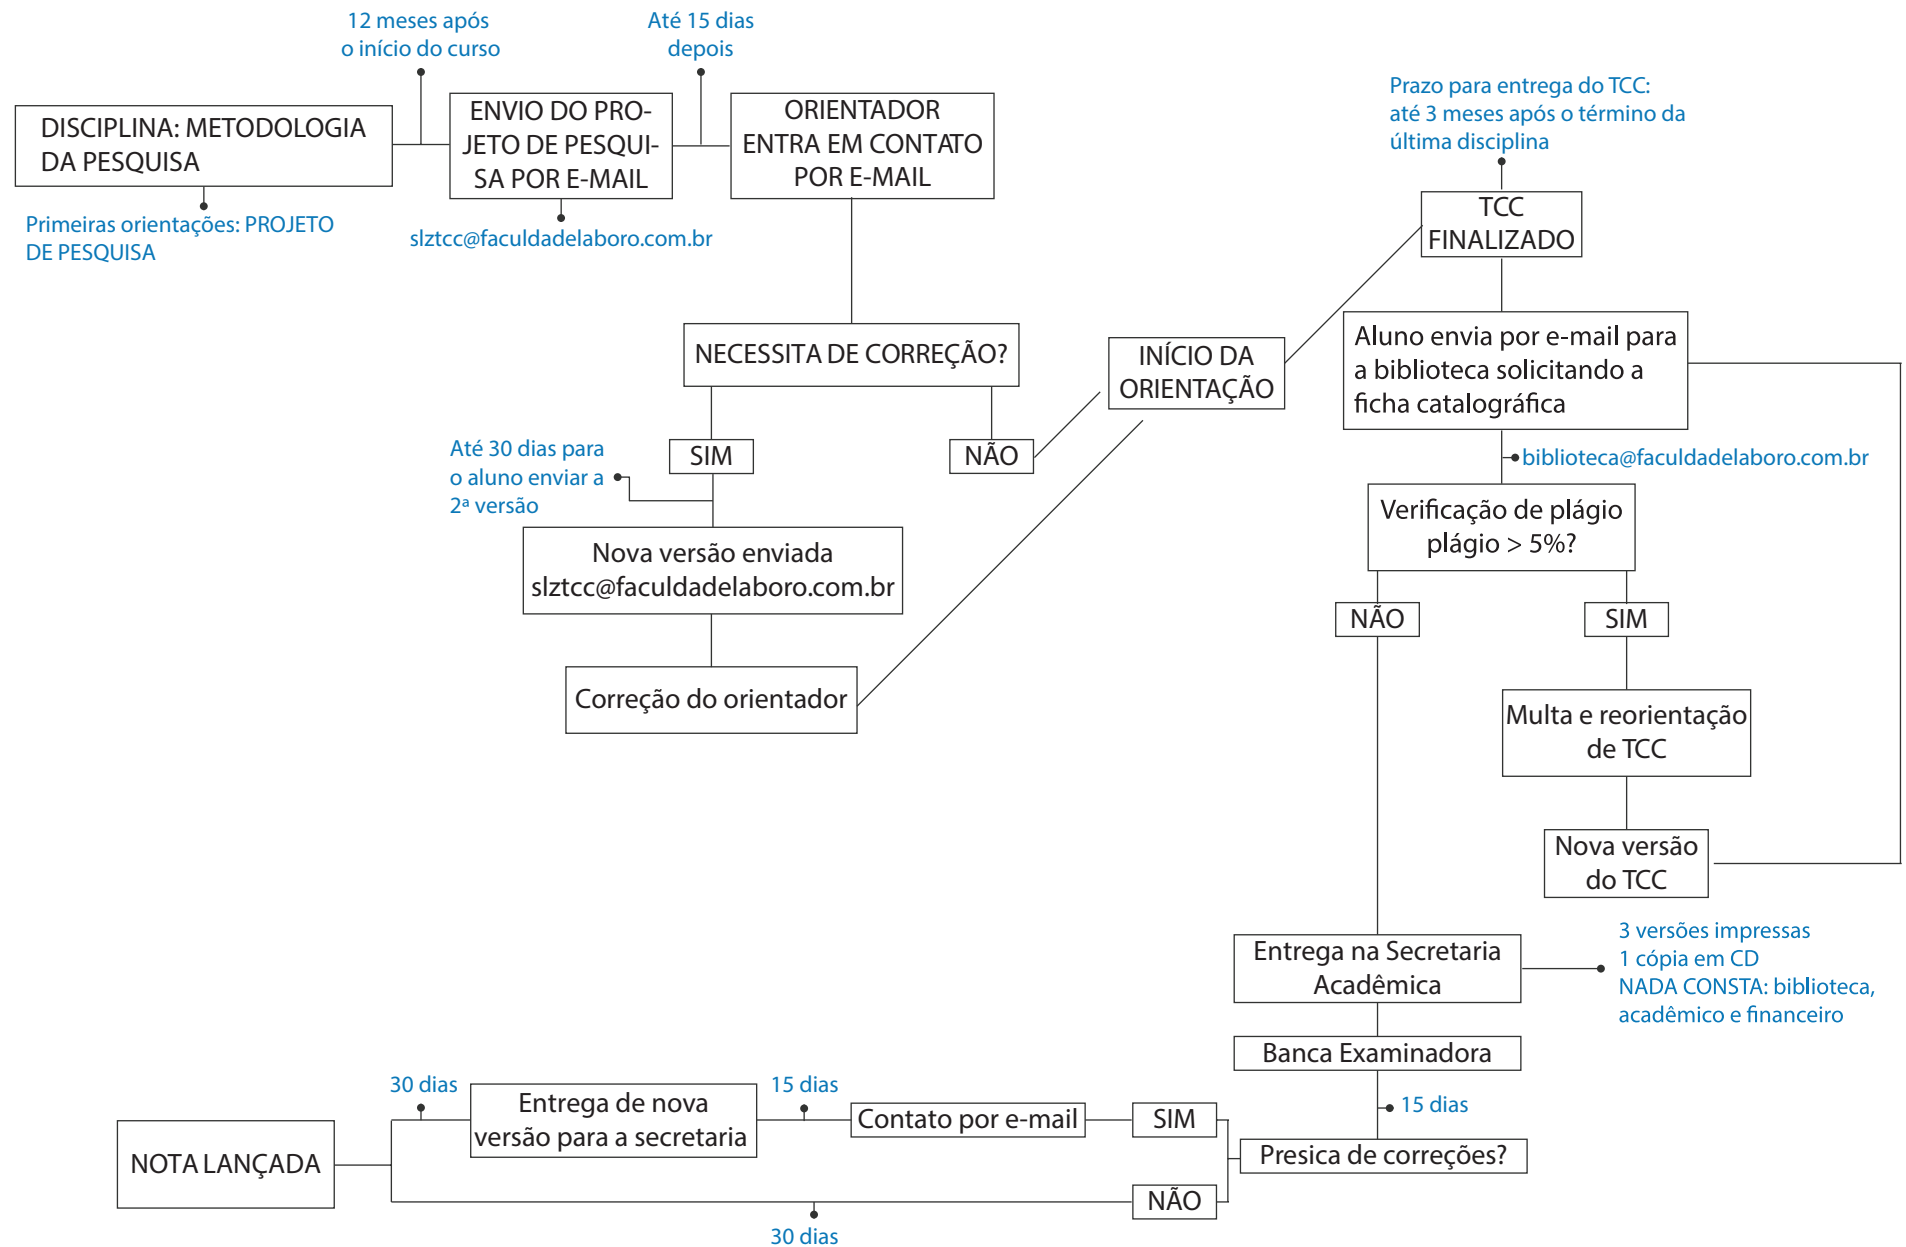 12 meses após
o início do curso
Até 15 dias
depois
DISCIPLINA: METODOLOGIA
DA PESQUISA
ENVIO DO PRO-
JETO DE PESQUI-
SA POR E-MAIL
ORIENTADOR
ENTRA EM CONTATO
POR E-MAIL
Primeiras orientações: PROJETO
DE PESQUISA
slztcc@faculdadelaboro.com.br
Prazo para entrega do TCC:
até 3 meses após o término da
última disciplina
TCC
FINALIZADO
NECESSITA DE CORREÇÃO?
INÍCIO DA
ORIENTAÇÃO
Aluno envia por e-mail para
a biblioteca solicitando a
ficha catalográfica
SIM
NÃO
Até 30 dias para
o aluno enviar a
2ª versão
biblioteca@faculdadelaboro.com.br
Nova versão enviada
slztcc@faculdadelaboro.com.br
Verificação de plágio
plágio > 5%?
NÃO
SIM
Correção do orientador
Multa e reorientação
de TCC
Nova versão
do TCC
Entrega na Secretaria
Acadêmica
3 versões impressas
1 cópia em CD
NADA CONSTA: biblioteca,
acadêmico e financeiro
Banca Examinadora
15 dias
Presica de correções?
SIM
Contato por e-mail
15 dias
Entrega de nova
versão para a secretaria
30 dias
NOTA LANÇADA
NÃO
30 dias